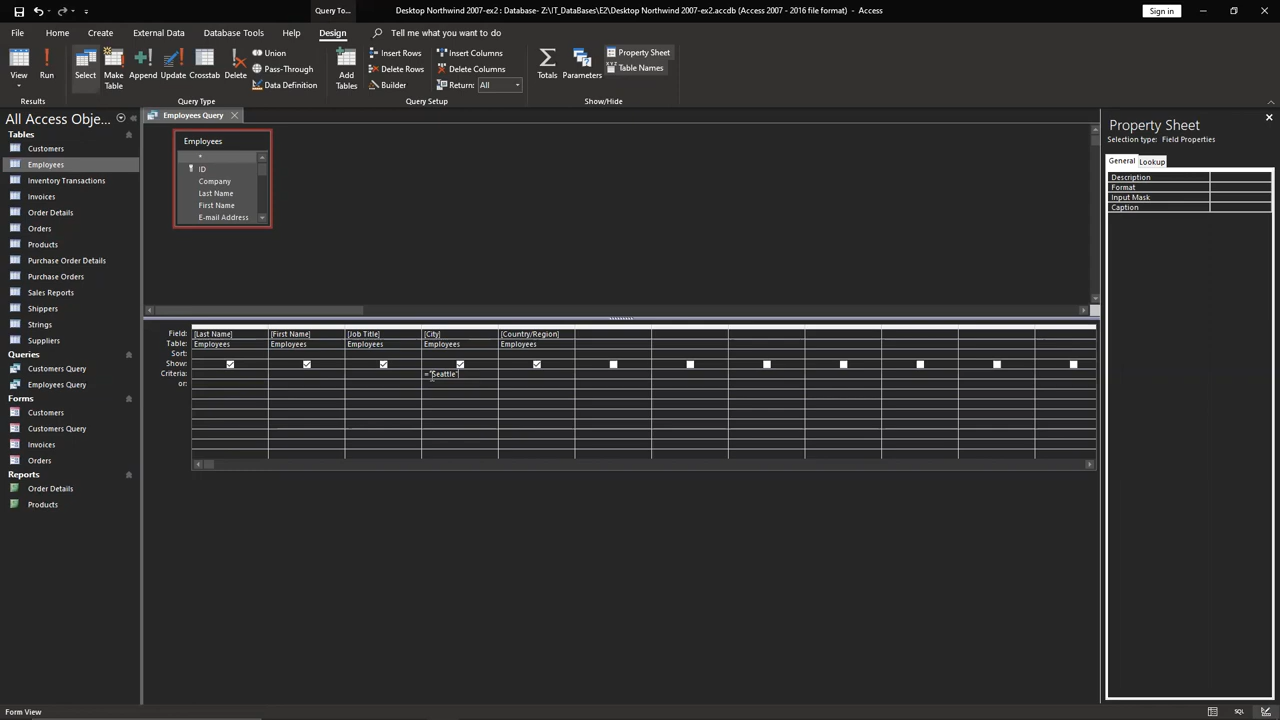 Query To...
Desktop Northwind 2007-ex2 : Database- Z:\IT_DataBases\E2\Desktop Northwind 2007-ex2.accdb (Access 2007 - 2016 file format) - Access
Sign in
File Home Create External Data Database Tools Help Design Tell me what you want to do
View
Run
Select
Make Table
Append
Update
Crosstab
Delete
Union
Pass-Through
Data Definition
Add Tables
Insert Rows
Delete Rows
Builder
Insert Columns
Delete Columns
Return: All
Totals
Parameters
Property Sheet
Table Names
Results
Query Type
Query Setup
Show/Hide
All Access Obje...
Tables
Customers
Employees
Inventory Transactions
Invoices
Order Details
Orders
Products
Purchase Order Details
Purchase Orders
Sales Reports
Shippers
Strings
Suppliers
Queries
Customers Query
Employees Query
Forms
Customers
Customers Query
Invoices
Orders
Reports
Order Details
Products
Employees Query
Employees
*
ID
Company
Last Name
First Name
E-mail Address
Field: [Last Name] [First Name] [Job Title] [City] [Country/Region]
Table: Employees Employees Employees Employees Employees
Sort:
Show:
Criteria: ="Seattle"
or:
Property Sheet
Selection type: Field Properties
General Lookup
Description
Format
Input Mask
Caption
Form View
SQL